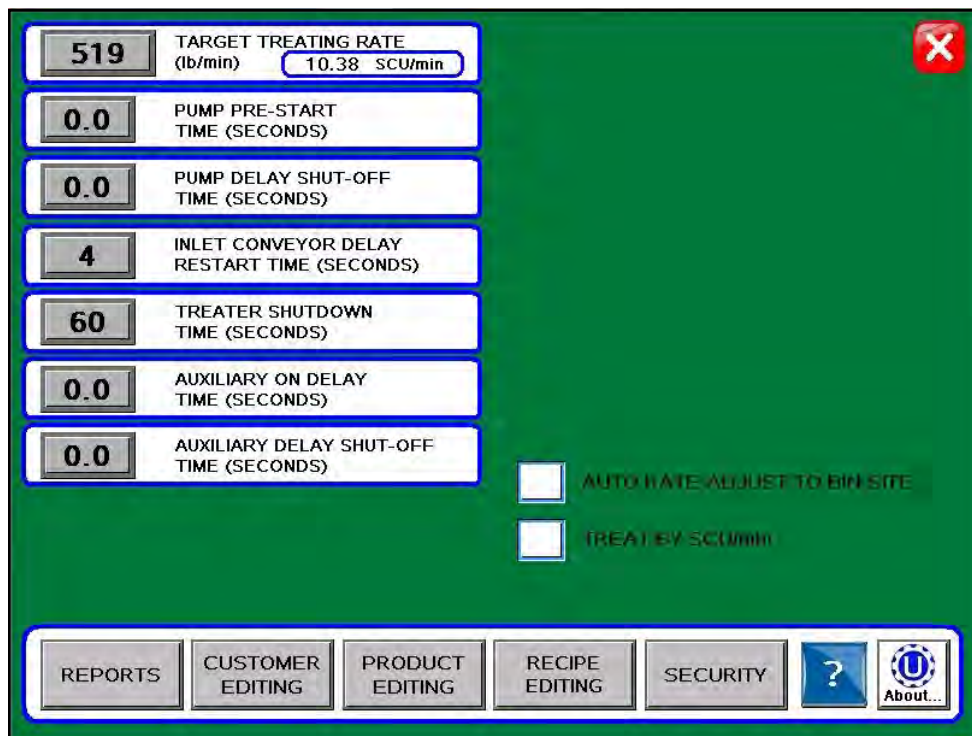 519
TARGET TREATING RATE
(lb/min) 10.38 SCU/min
0.0
PUMP PRE-START
TIME (SECONDS)
0.0
PUMP DELAY SHUT-OFF
TIME (SECONDS)
4
INLET CONVEYOR DELAY
RESTART TIME (SECONDS)
60
TREATER SHUTDOWN
TIME (SECONDS)
0.0
AUXILIARY ON DELAY
TIME (SECONDS)
0.0
AUXILIARY DELAY SHUT-OFF
TIME (SECONDS)
AUTO RATE ADJUST TO BIN SITE
TREAT BY SCU/min
REPORTS
CUSTOMER
EDITING
PRODUCT
EDITING
RECIPE
EDITING
SECURITY
?
U
About...